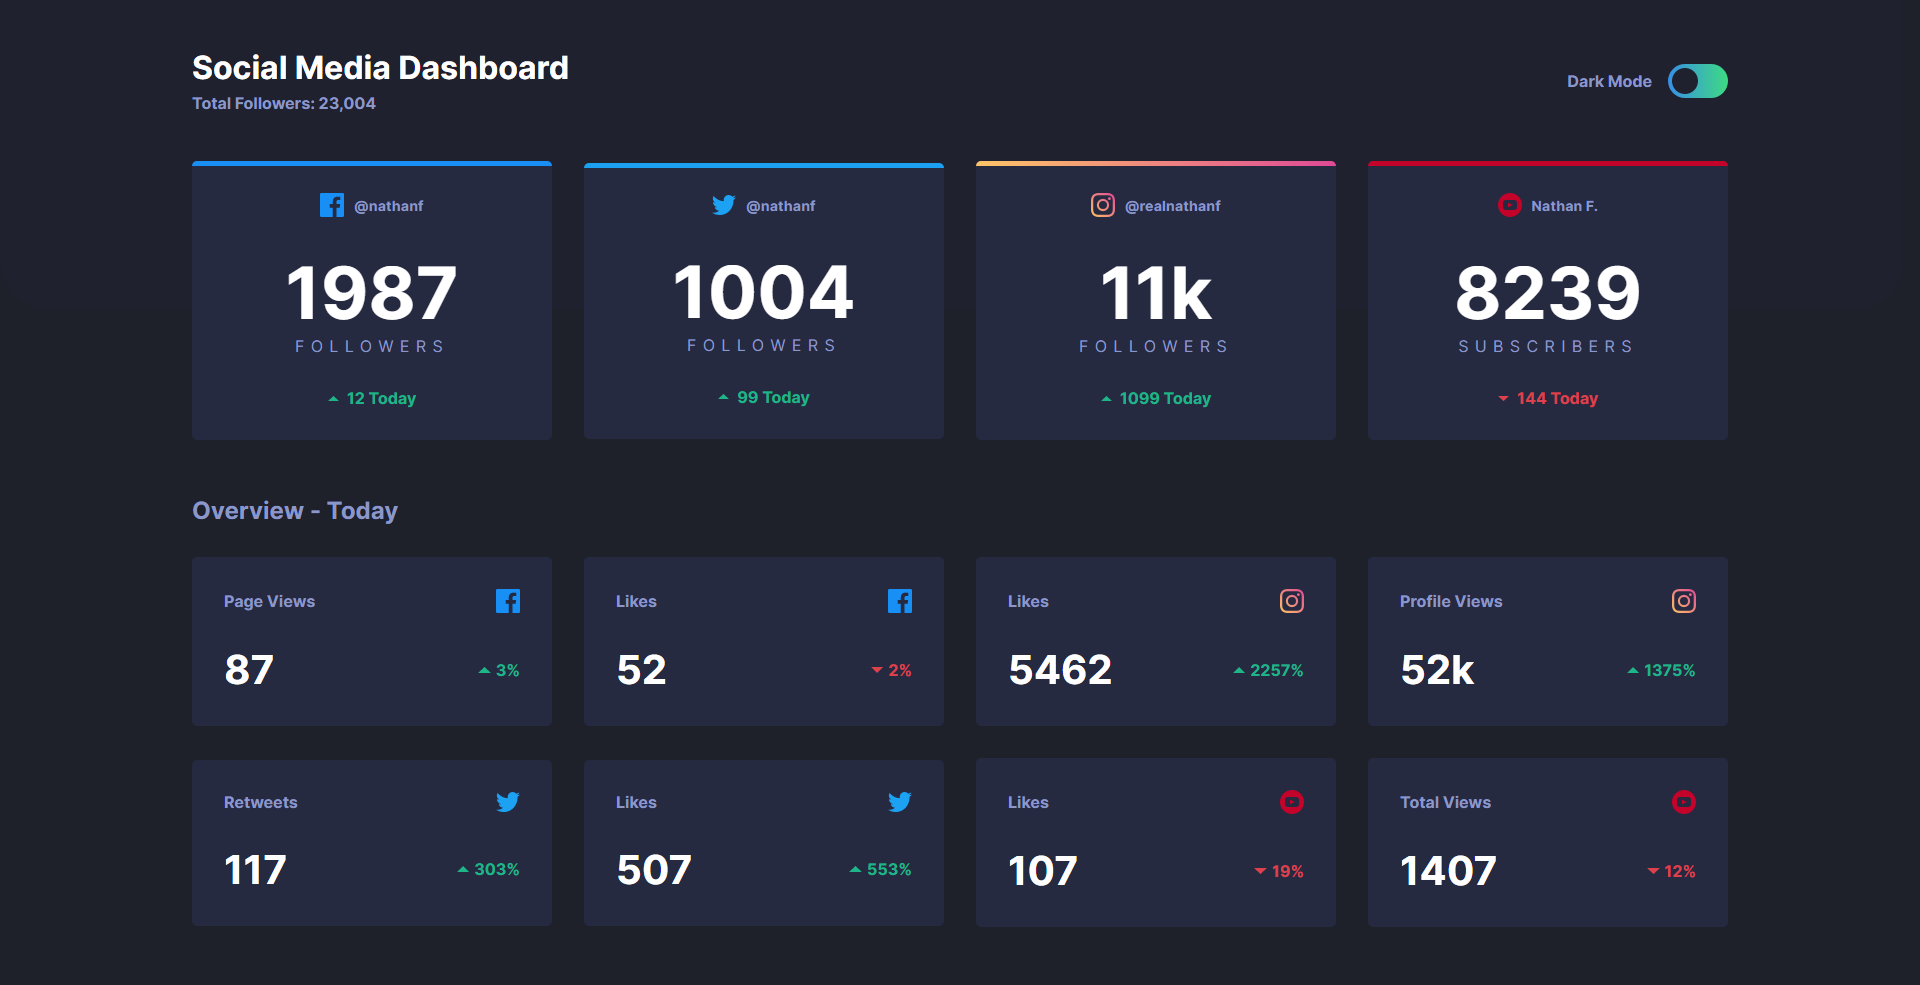 Social Media Dashboard
Total Followers: 23,004
Dark Mode
@nathanf
1987
FOLLOWERS
12 Today
@nathanf
1004
FOLLOWERS
99 Today
@realnathanf
11k
FOLLOWERS
1099 Today
Nathan F.
8239
SUBSCRIBERS
144 Today
Overview - Today
Page Views
87
3%
Likes
52
2%
Likes
5462
2257%
Profile Views
52k
1375%
Retweets
117
303%
Likes
507
553%
Likes
107
19%
Total Views
1407
12%